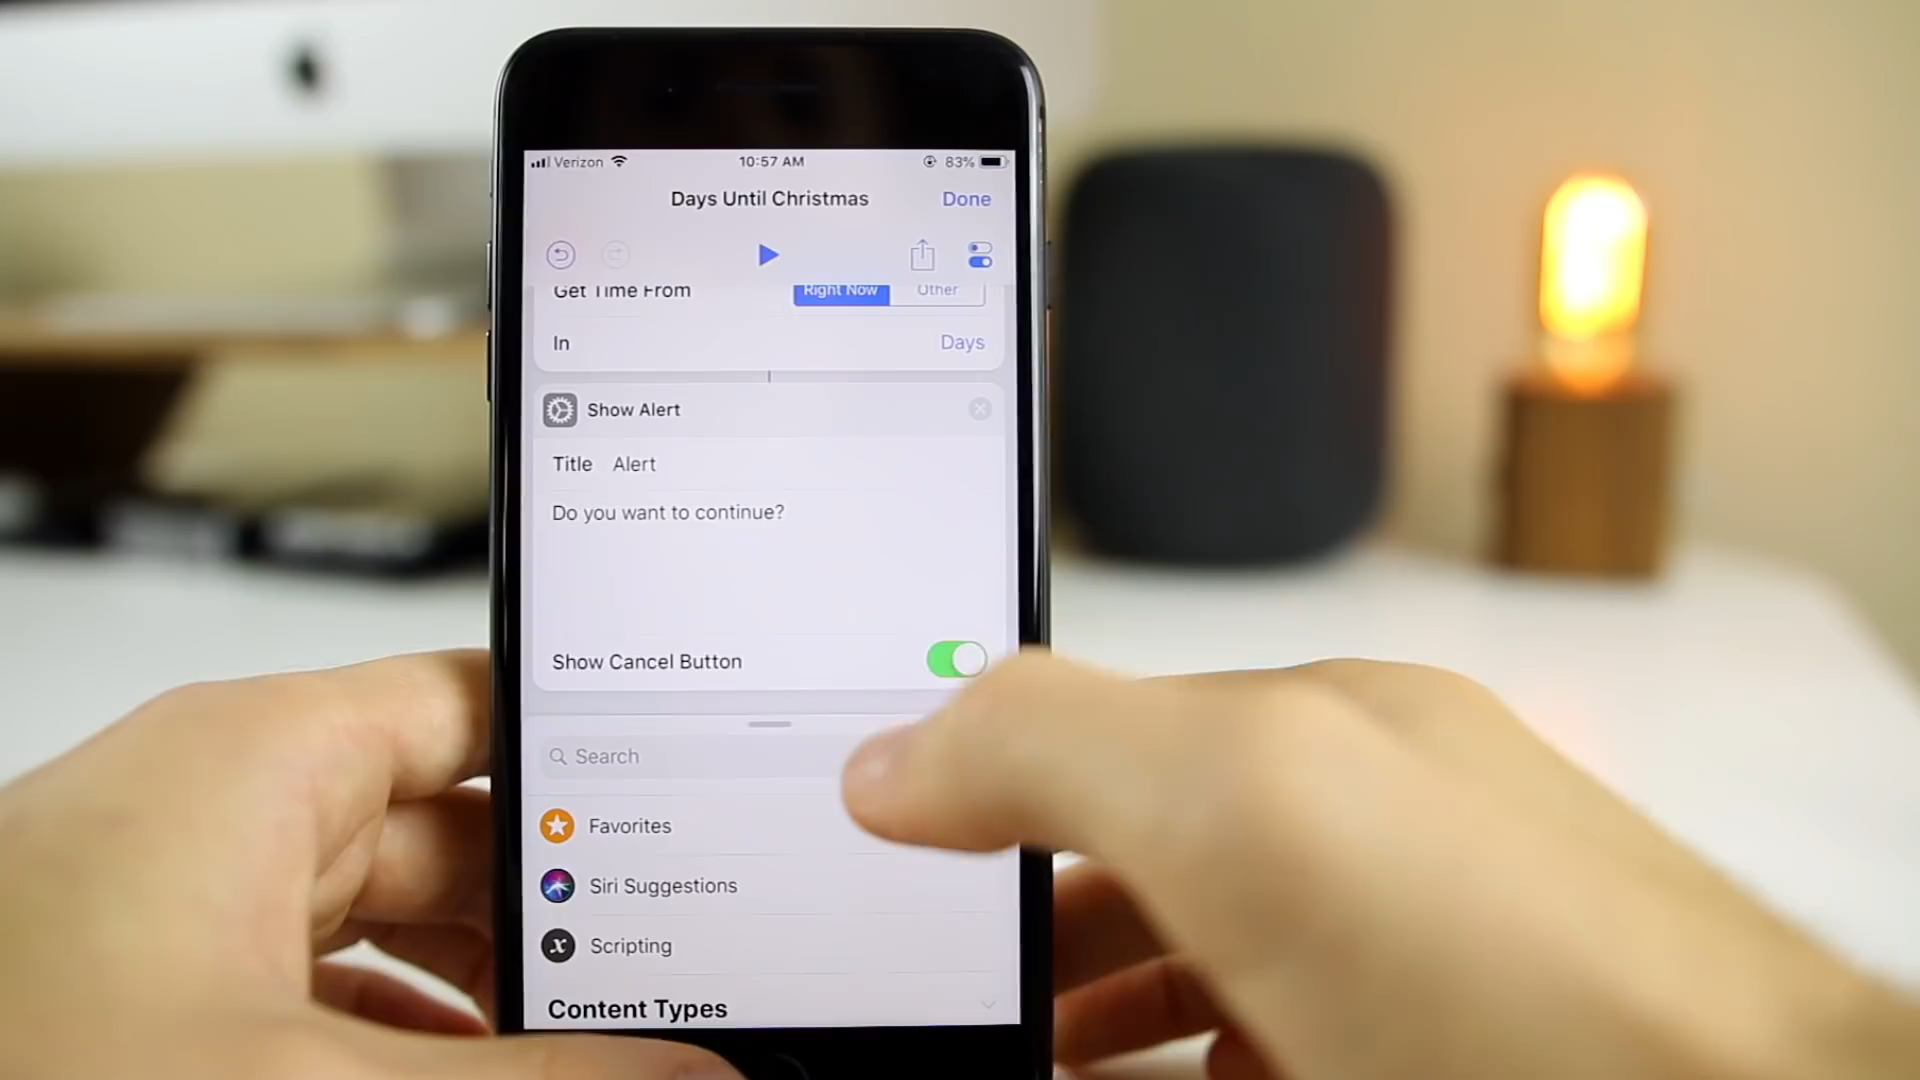 Verizon 10:57 AM 83%
Days Until Christmas Done
Get Time From Right Now Other
In Days
Show Alert
Title Alert
Do you want to continue?
Show Cancel Button
Search
Favorites
Siri Suggestions
x Scripting
Content Types